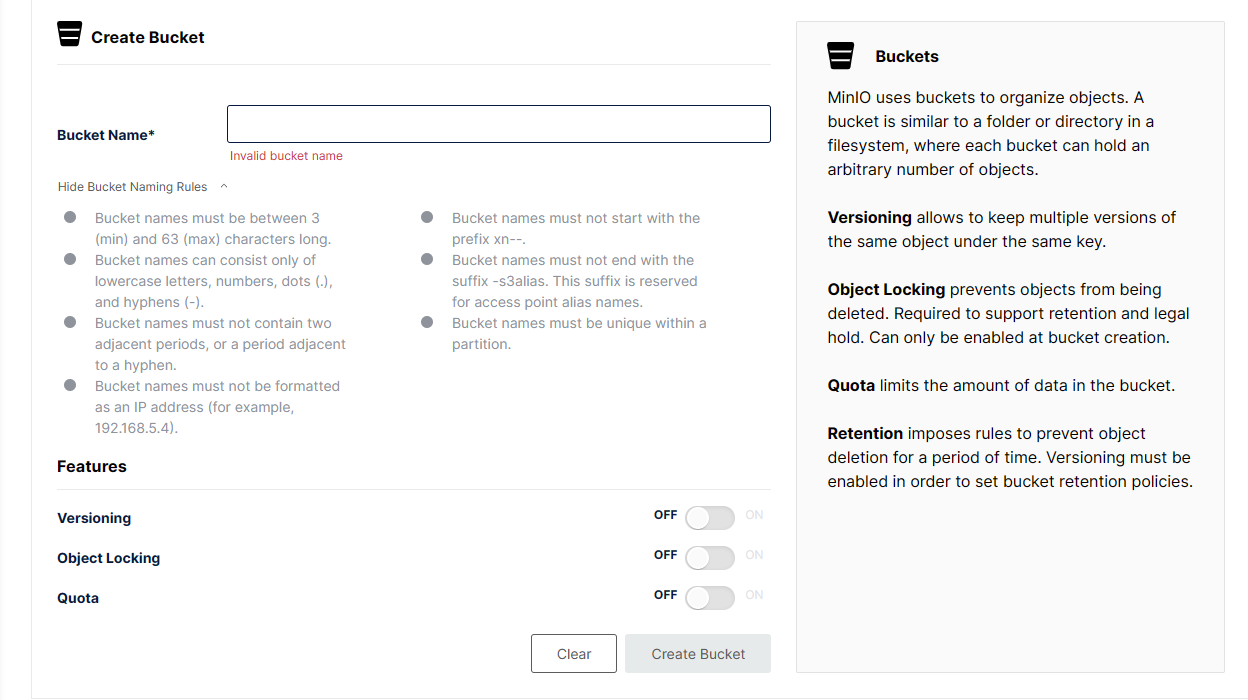 Create Bucket
Bucket Name*
Invalid bucket name
Hide Bucket Naming Rules
Bucket names must be between 3
(min) and 63 (max) characters long.
Bucket names can consist only of
lowercase letters, numbers, dots (.),
and hyphens (-).
Bucket names must not contain two
adjacent periods, or a period adjacent
to a hyphen.
Bucket names must not be formatted
as an IP address (for example,
192.168.5.4).
Bucket names must not start with the
prefix xn--.
Bucket names must not end with the
suffix -s3alias. This suffix is reserved
for access point alias names.
Bucket names must be unique within a
partition.
Features
Versioning OFF ON
Object Locking OFF ON
Quota OFF ON
Clear Create Bucket
Buckets
MinIO uses buckets to organize objects. A
bucket is similar to a folder or directory in a
filesystem, where each bucket can hold an
arbitrary number of objects.
Versioning allows to keep multiple versions of
the same object under the same key.
Object Locking prevents objects from being
deleted. Required to support retention and legal
hold. Can only be enabled at bucket creation.
Quota limits the amount of data in the bucket.
Retention imposes rules to prevent object
deletion for a period of time. Versioning must be
enabled in order to set bucket retention policies.